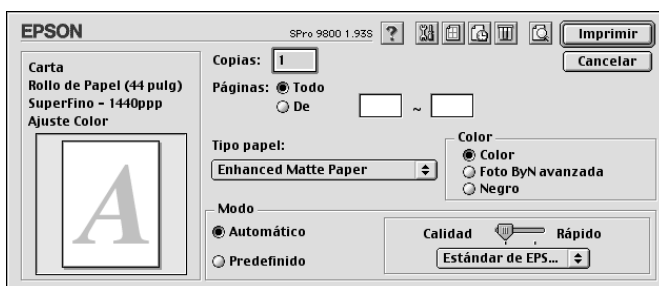 EPSON
SPro 9800 1.93S
?
Imprimir
Carta
Rollo de Papel (44 pulg)
SuperFino - 1440ppp
Ajuste Color
A
Copias: 1
Cancelar
Páginas: Todo
De ~
Tipo papel:
Enhanced Matte Paper
Color
Color
Foto ByN avanzada
Negro
Modo
Automático
Predefinido
Calidad Rápido
Estándar de EPS...